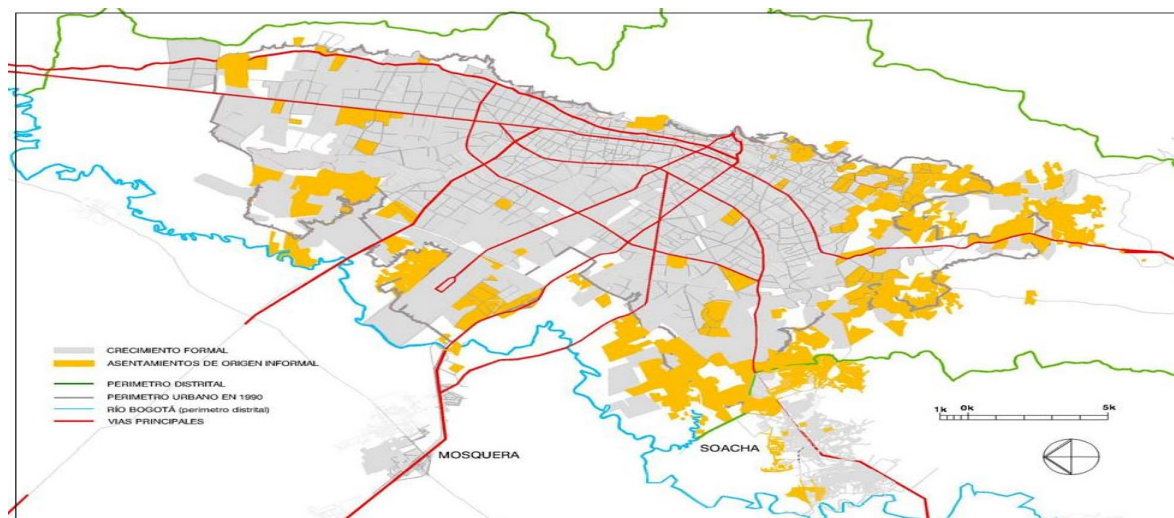 CRECIMIENTO FORMAL
ASENTAMIENTOS DE ORIGEN INFORMAL
PERIMETRO DISTRITAL
PERIMETRO URBANO EN 1990
RÍO BOGOTÁ (perimetro distrital)
VIAS PRINCIPALES
MOSQUERA
SOACHA
1k 0k 5k